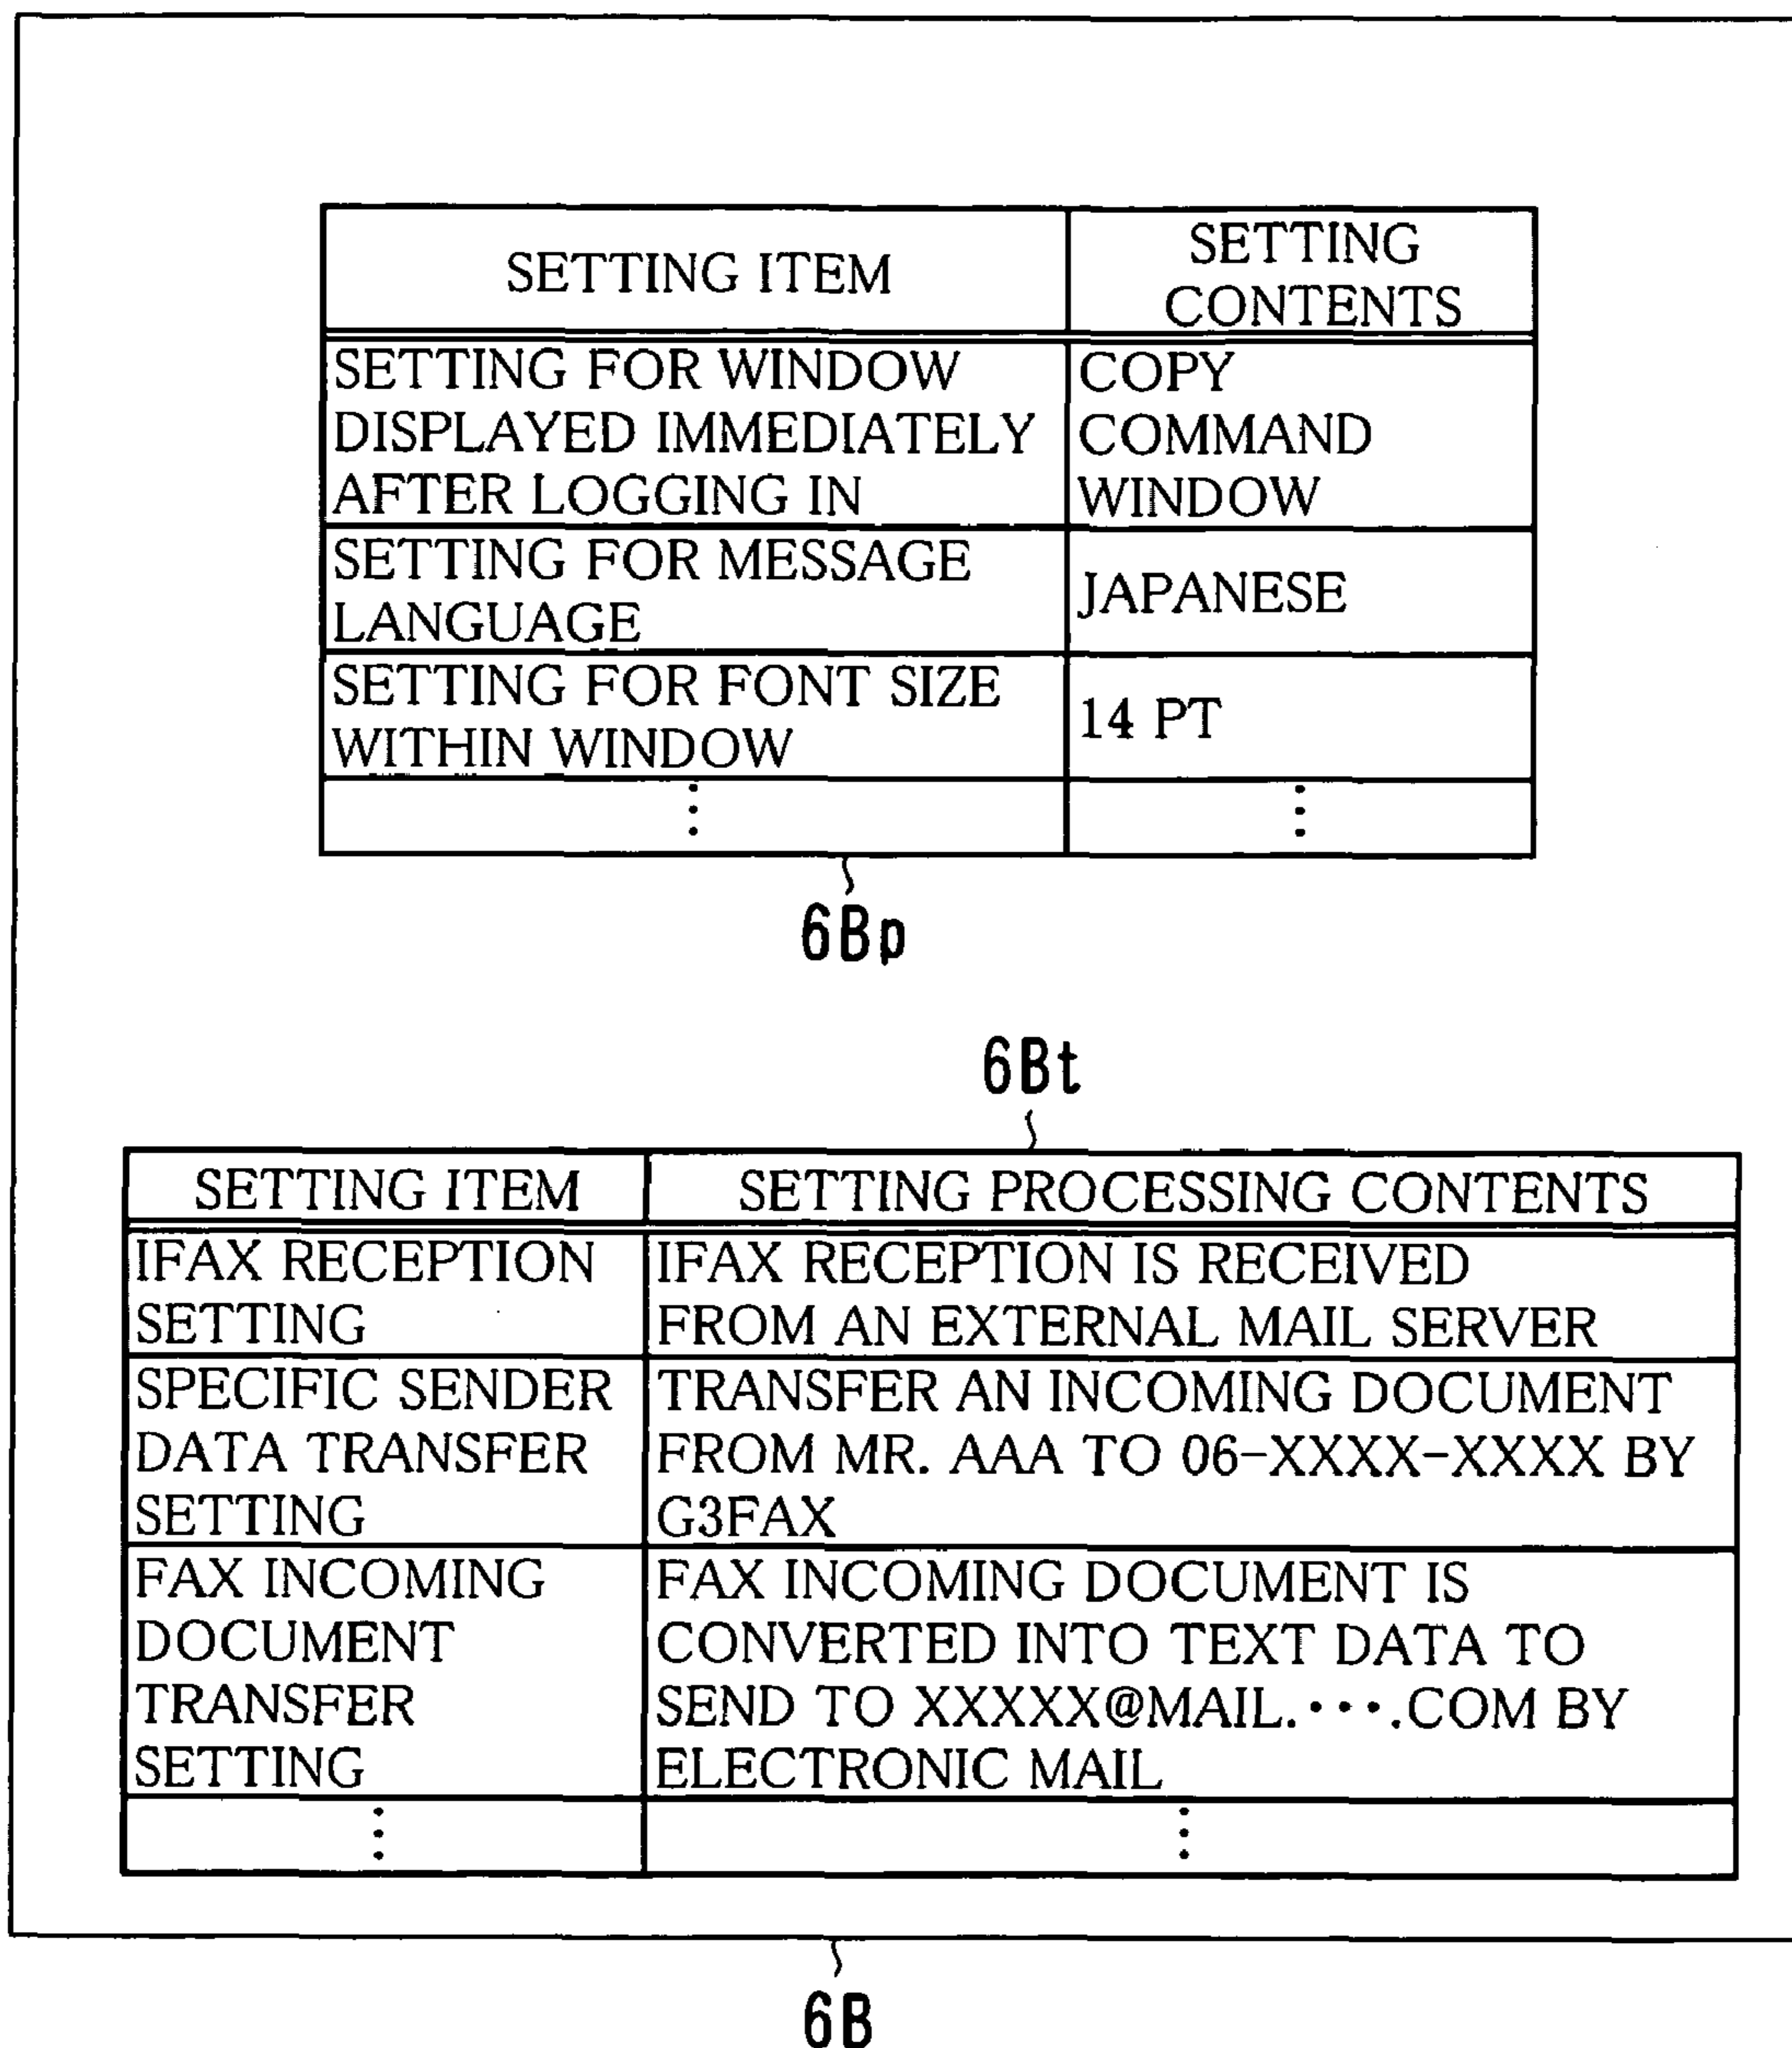 SETTING ITEM
SETTING
CONTENTS
SETTING FOR WINDOW
DISPLAYED IMMEDIATELY
AFTER LOGGING IN
COPY
COMMAND
WINDOW
SETTING FOR MESSAGE
LANGUAGE
JAPANESE
SETTING FOR FONT SIZE
WITHIN WINDOW
14 PT
⋮
⋮
6Bp
6Bt
SETTING ITEM
SETTING PROCESSING CONTENTS
IFAX RECEPTION
SETTING
IFAX RECEPTION IS RECEIVED
FROM AN EXTERNAL MAIL SERVER
SPECIFIC SENDER
DATA TRANSFER
SETTING
TRANSFER AN INCOMING DOCUMENT
FROM MR. AAA TO 06-XXXX-XXXX BY
G3FAX
FAX INCOMING
DOCUMENT
TRANSFER
SETTING
FAX INCOMING DOCUMENT IS
CONVERTED INTO TEXT DATA TO
SEND TO XXXXX@MAIL.･･･.COM BY
ELECTRONIC MAIL
⋮
⋮
6B